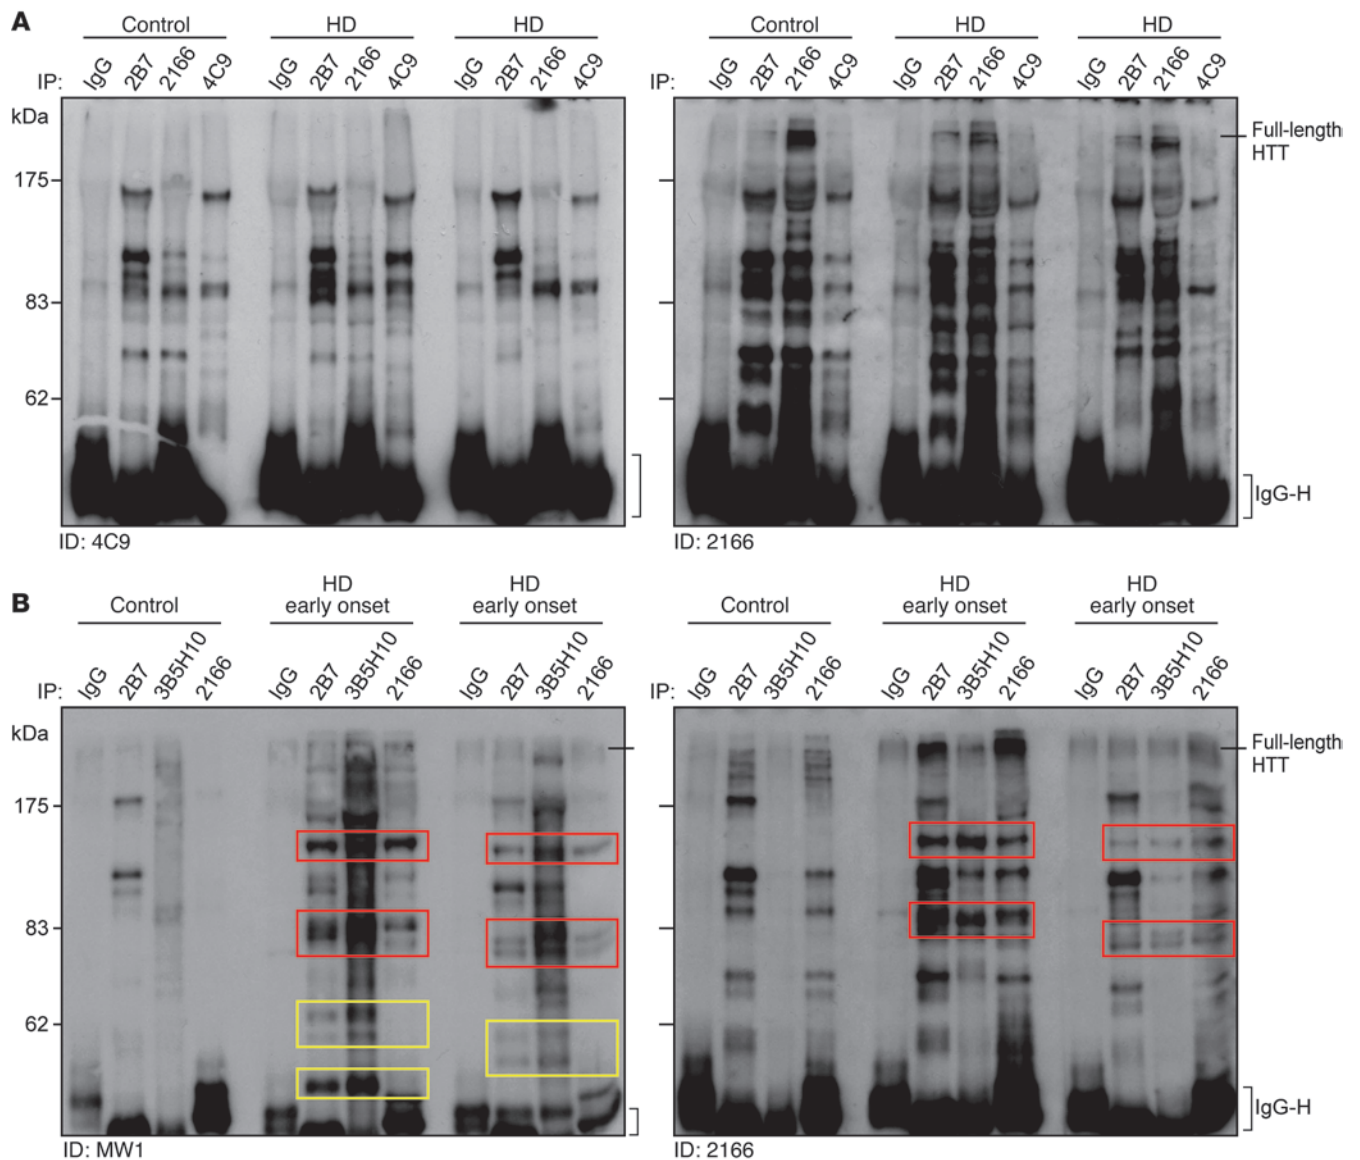 A
Control HD HD Control HD HD
IP: IgG 2B7 2166 4C9 IgG 2B7 2166 4C9 IgG 2B7 2166 4C9 IP: IgG 2B7 2166 4C9 IgG 2B7 2166 4C9 IgG 2B7 2166 4C9
kDa
Full-length
HTT
175
83
62
IgG-H
ID: 4C9 ID: 2166
B
HD HD HD HD
Control early onset early onset Control early onset early onset
IP: IgG 2B7 3B5H10 2166 IgG 2B7 3B5H10 2166 IgG 2B7 3B5H10 2166 IP: IgG 2B7 3B5H10 2166 IgG 2B7 3B5H10 2166 IgG 2B7 3B5H10 2166
kDa
Full-length
HTT
175
83
62
IgG-H
ID: MW1 ID: 2166